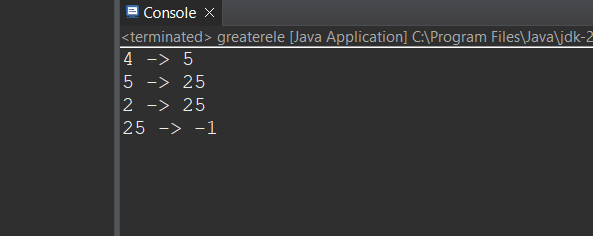 Console
<terminated> greaterele [Java Application] C:\Program Files\Java\jdk-2
4 -> 5
5 -> 25
2 -> 25
25 -> -1